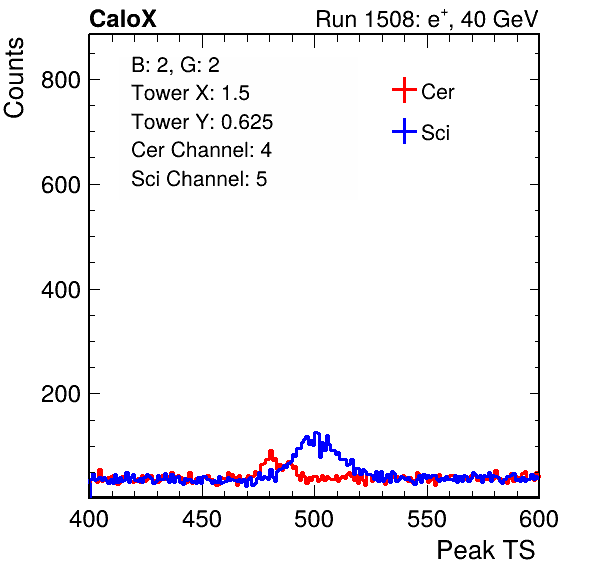 CaloX Run 1508: e⁺, 40 GeV
Counts
B: 2, G: 2
Tower X: 1.5
Tower Y: 0.625
Cer Channel: 4
Sci Channel: 5
Cer
Sci
800
600
400
200
400 450 500 550 600
Peak TS